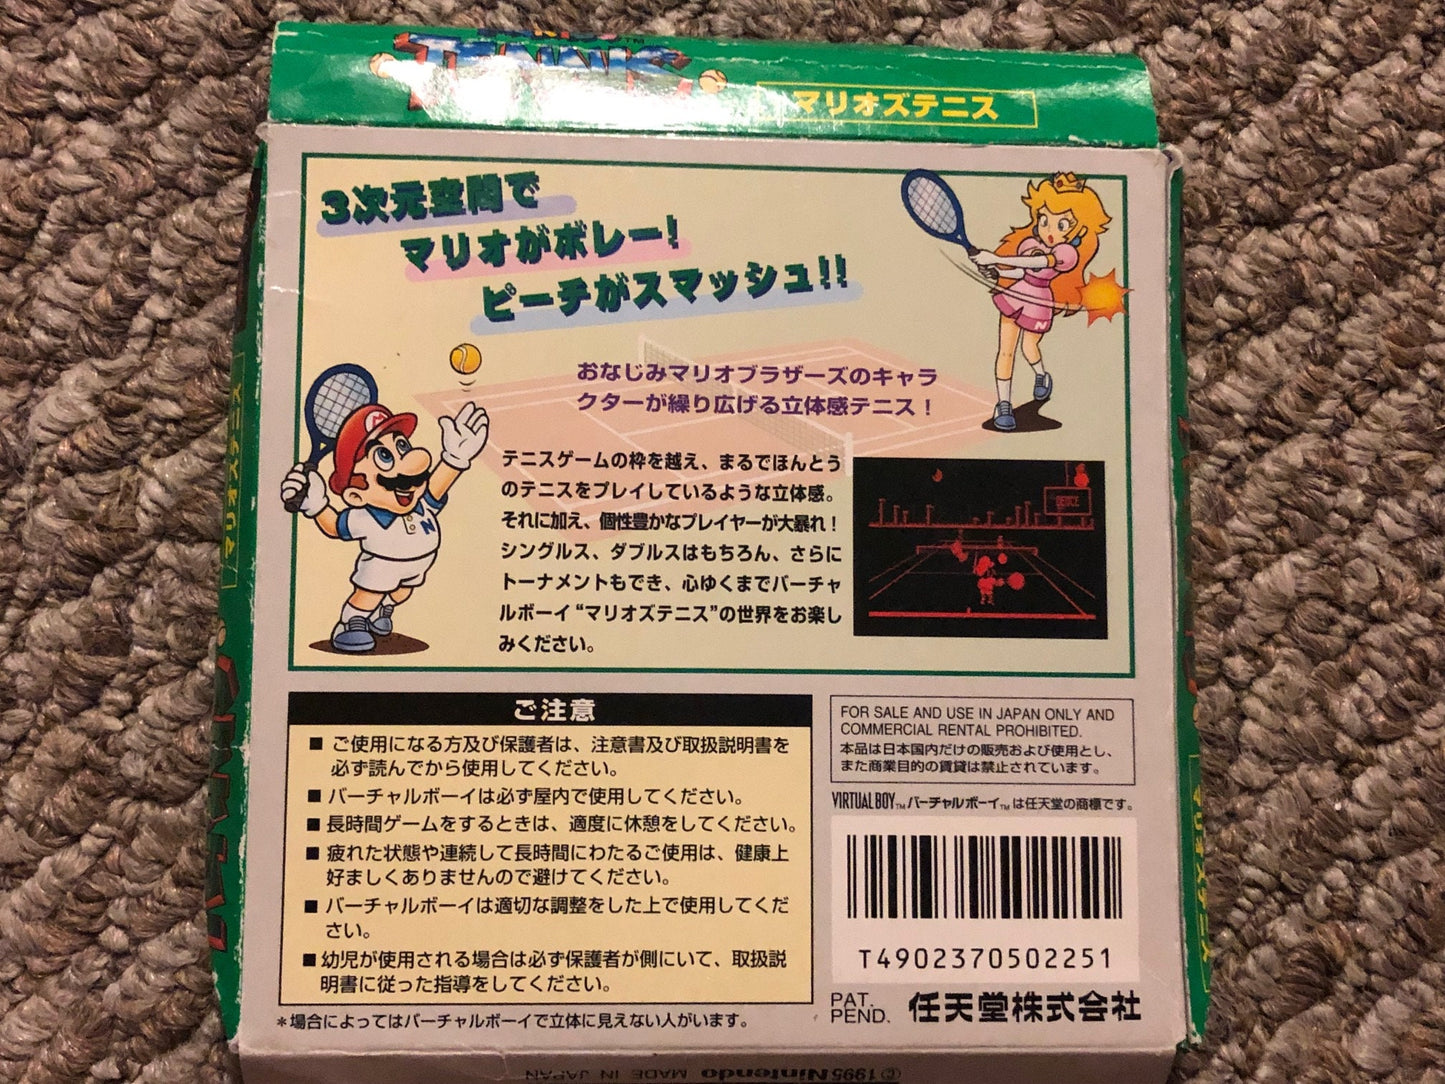 TENNIS
マリオズテニス
3次元空間で
マリオがボレー!
ピーチがスマッシュ!!
おなじみマリオブラザーズのキャラ
クターが繰り広げる立体感テニス!
テニスゲームの枠を越え、まるでほんとう
のテニスをプレイしているような立体感。
それに加え、個性豊かなプレイヤーが大暴れ!
シングルス、ダブルスはもちろん、さらに
トーナメントもでき、心ゆくまでバーチャ
ルボーイ“マリオズテニス”の世界をお楽し
みください。
DEUCE
ご注意
■ ご使用になる方及び保護者は、注意書及び取扱説明書を
必ず読んでから使用してください。
■ バーチャルボーイは必ず屋内で使用してください。
■ 長時間ゲームをするときは、適度に休憩をしてください。
■ 疲れた状態や連続して長時間にわたるご使用は、健康上
好ましくありませんので避けてください。
■ バーチャルボーイは適切な調整をした上で使用してくだ
さい。
■ 幼児が使用される場合は必ず保護者が側にいて、取扱説
明書に従った指導をしてください。
*場合によってはバーチャルボーイで立体に見えない人がいます。
FOR SALE AND USE IN JAPAN ONLY AND
COMMERCIAL RENTAL PROHIBITED.
本品は日本国内だけの販売および使用とし、
また商業目的の賃貸は禁止されています。
VIRTUAL BOY™ バーチャルボーイ™ は任天堂の商標です。
T4902370502251
PAT.
PEND.
任天堂株式会社
©1995 Nintendo MADE IN JAPAN
マリオズテニス
マリオズテニス